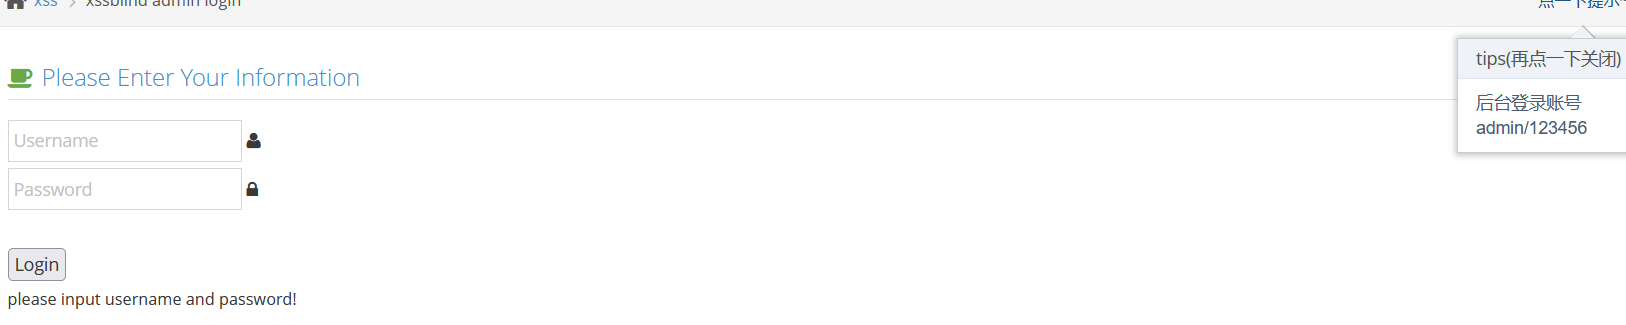 xss > xssblind admin login
点一下提示~
tips(再点一下关闭)
Please Enter Your Information
后台登录账号
admin/123456
Username
Password
Login
please input username and password!